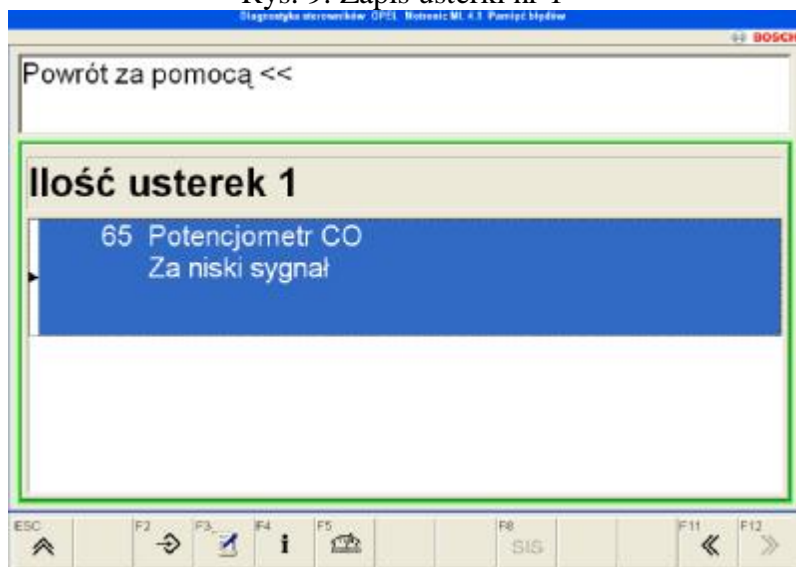 Rys. 9. Zapis usterki nr 1
Diagnostyka sterowników OPEL Motronic ML 4.1 Pamięć błędów
BOSCH
Powrót za pomocą <<
Ilość usterek 1
65 Potencjometr CO
Za niski sygnał
ESC F2 F3 F4 F5 F8 F11 F12
i SIS